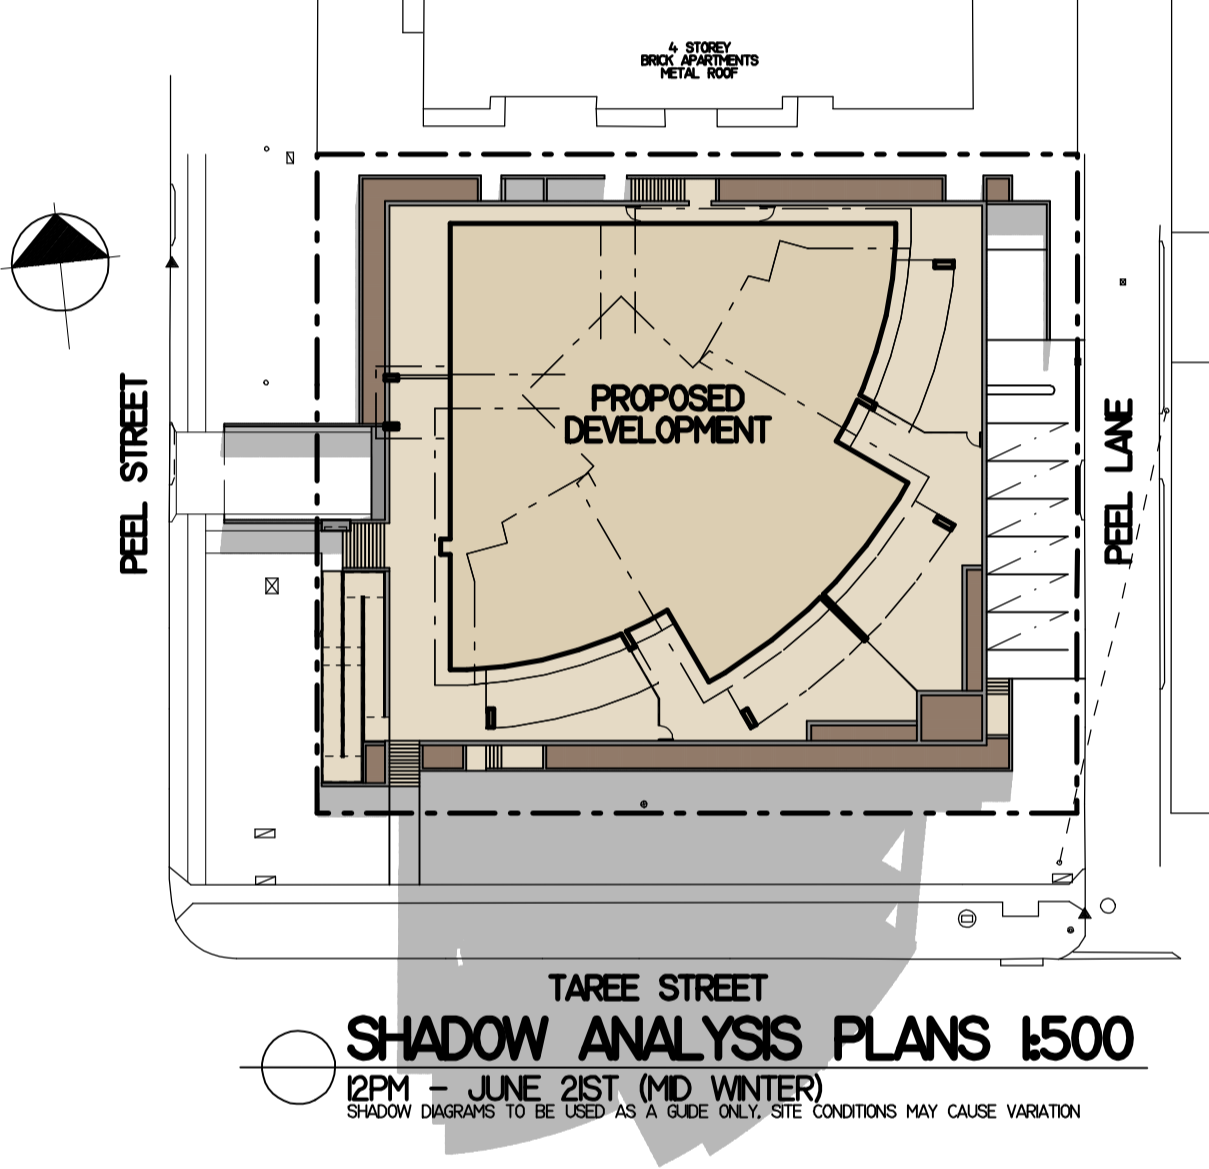 4 STOREY
BRICK APARTMENTS
METAL ROOF
PROPOSED
DEVELOPMENT
PEEL STREET
PEEL LANE
TAREE STREET
SHADOW ANALYSIS PLANS 1:500
12PM - JUNE 21ST (MID WINTER)
SHADOW DIAGRAMS TO BE USED AS A GUIDE ONLY. SITE CONDITIONS MAY CAUSE VARIATION